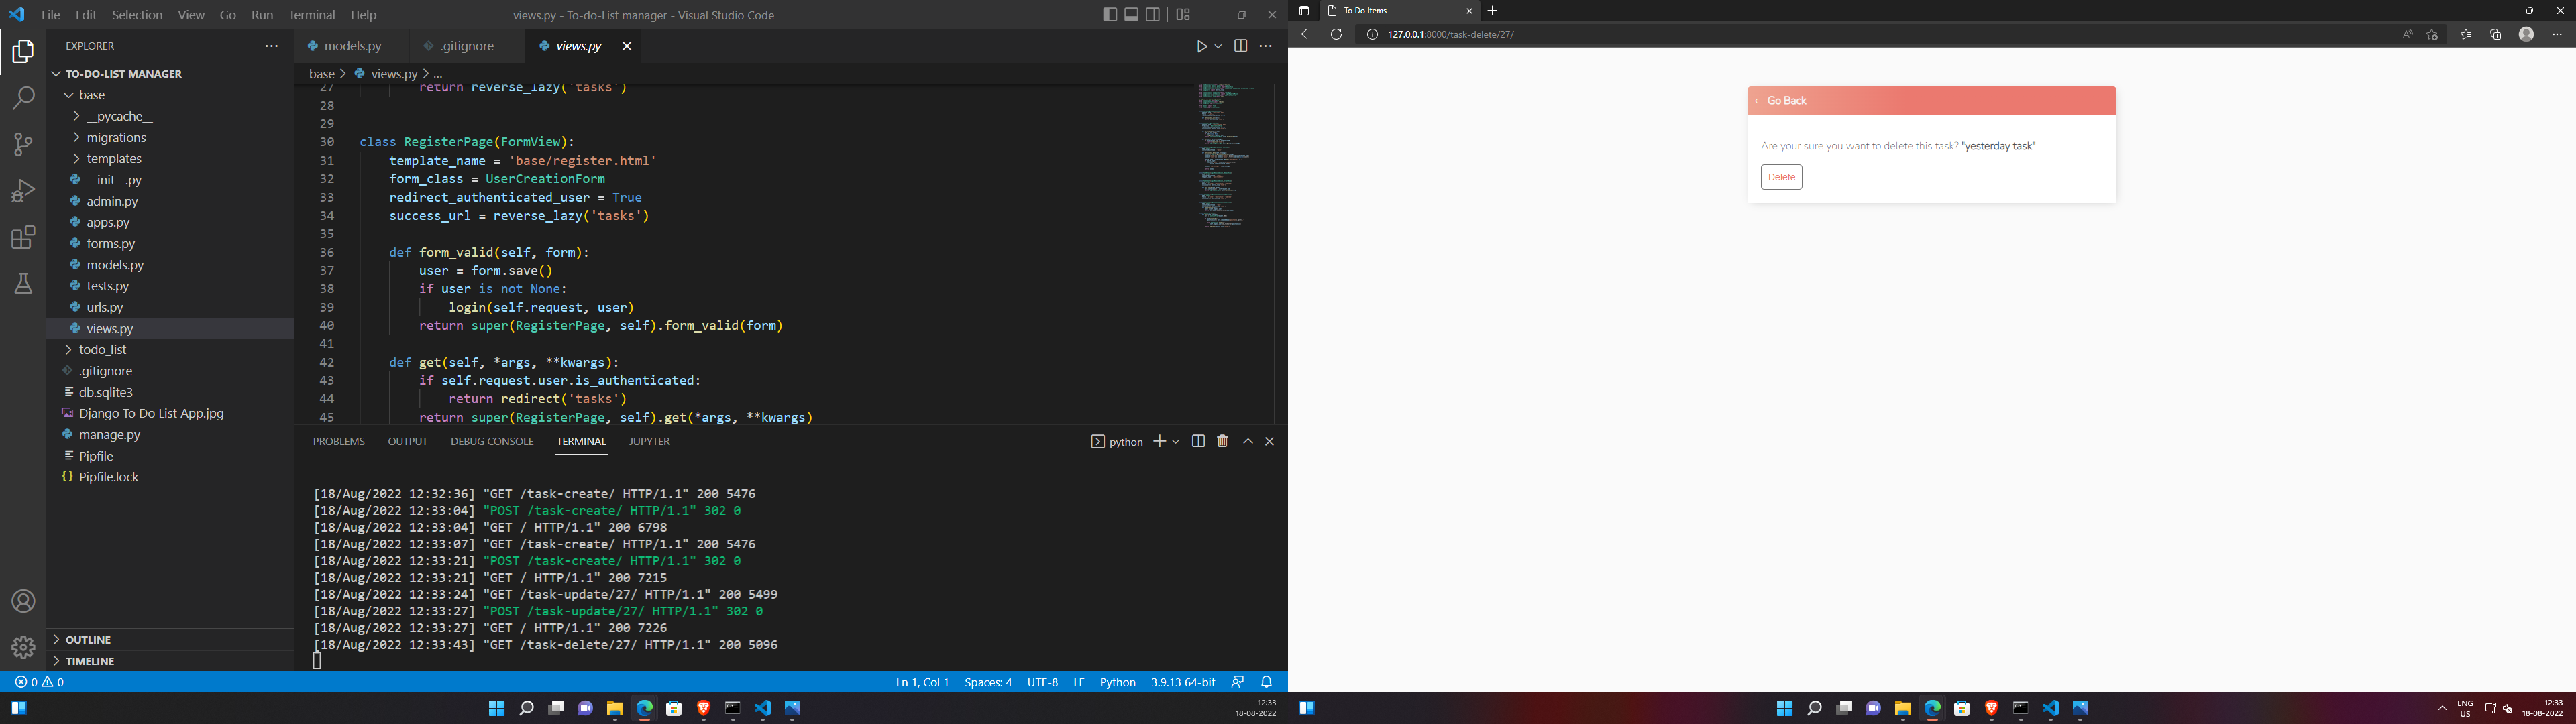 File Edit Selection View Go Run Terminal Help
views.py - To-do-List manager - Visual Studio Code
EXPLORER
TO-DO-LIST MANAGER
base
__pycache__
migrations
templates
__init__.py
admin.py
apps.py
forms.py
models.py
tests.py
urls.py
views.py
todo_list
.gitignore
db.sqlite3
Django To Do List App.jpg
manage.py
Pipfile
{} Pipfile.lock
OUTLINE
TIMELINE
models.py .gitignore views.py
base > views.py > ...
27 return reverse_lazy('tasks')
28
29
30 class RegisterPage(FormView):
31 template_name = 'base/register.html'
32 form_class = UserCreationForm
33 redirect_authenticated_user = True
34 success_url = reverse_lazy('tasks')
35
36 def form_valid(self, form):
37 user = form.save()
38 if user is not None:
39 login(self.request, user)
40 return super(RegisterPage, self).form_valid(form)
41
42 def get(self, *args, **kwargs):
43 if self.request.user.is_authenticated:
44 return redirect('tasks')
45 return super(RegisterPage, self).get(*args, **kwargs)
PROBLEMS OUTPUT DEBUG CONSOLE TERMINAL JUPYTER
python
[18/Aug/2022 12:32:36] "GET /task-create/ HTTP/1.1" 200 5476
[18/Aug/2022 12:33:04] "POST /task-create/ HTTP/1.1" 302 0
[18/Aug/2022 12:33:04] "GET / HTTP/1.1" 200 6798
[18/Aug/2022 12:33:07] "GET /task-create/ HTTP/1.1" 200 5476
[18/Aug/2022 12:33:21] "POST /task-create/ HTTP/1.1" 302 0
[18/Aug/2022 12:33:21] "GET / HTTP/1.1" 200 7215
[18/Aug/2022 12:33:24] "GET /task-update/27/ HTTP/1.1" 200 5499
[18/Aug/2022 12:33:27] "POST /task-update/27/ HTTP/1.1" 302 0
[18/Aug/2022 12:33:27] "GET / HTTP/1.1" 200 7226
[18/Aug/2022 12:33:43] "GET /task-delete/27/ HTTP/1.1" 200 5096
0 0
Ln 1, Col 1 Spaces: 4 UTF-8 LF Python 3.9.13 64-bit
12:33
18-08-2022
To Do Items
127.0.0.1:8000/task-delete/27/
← Go Back
Are your sure you want to delete this task? "yesterday task"
Delete
ENG
US
12:33
18-08-2022